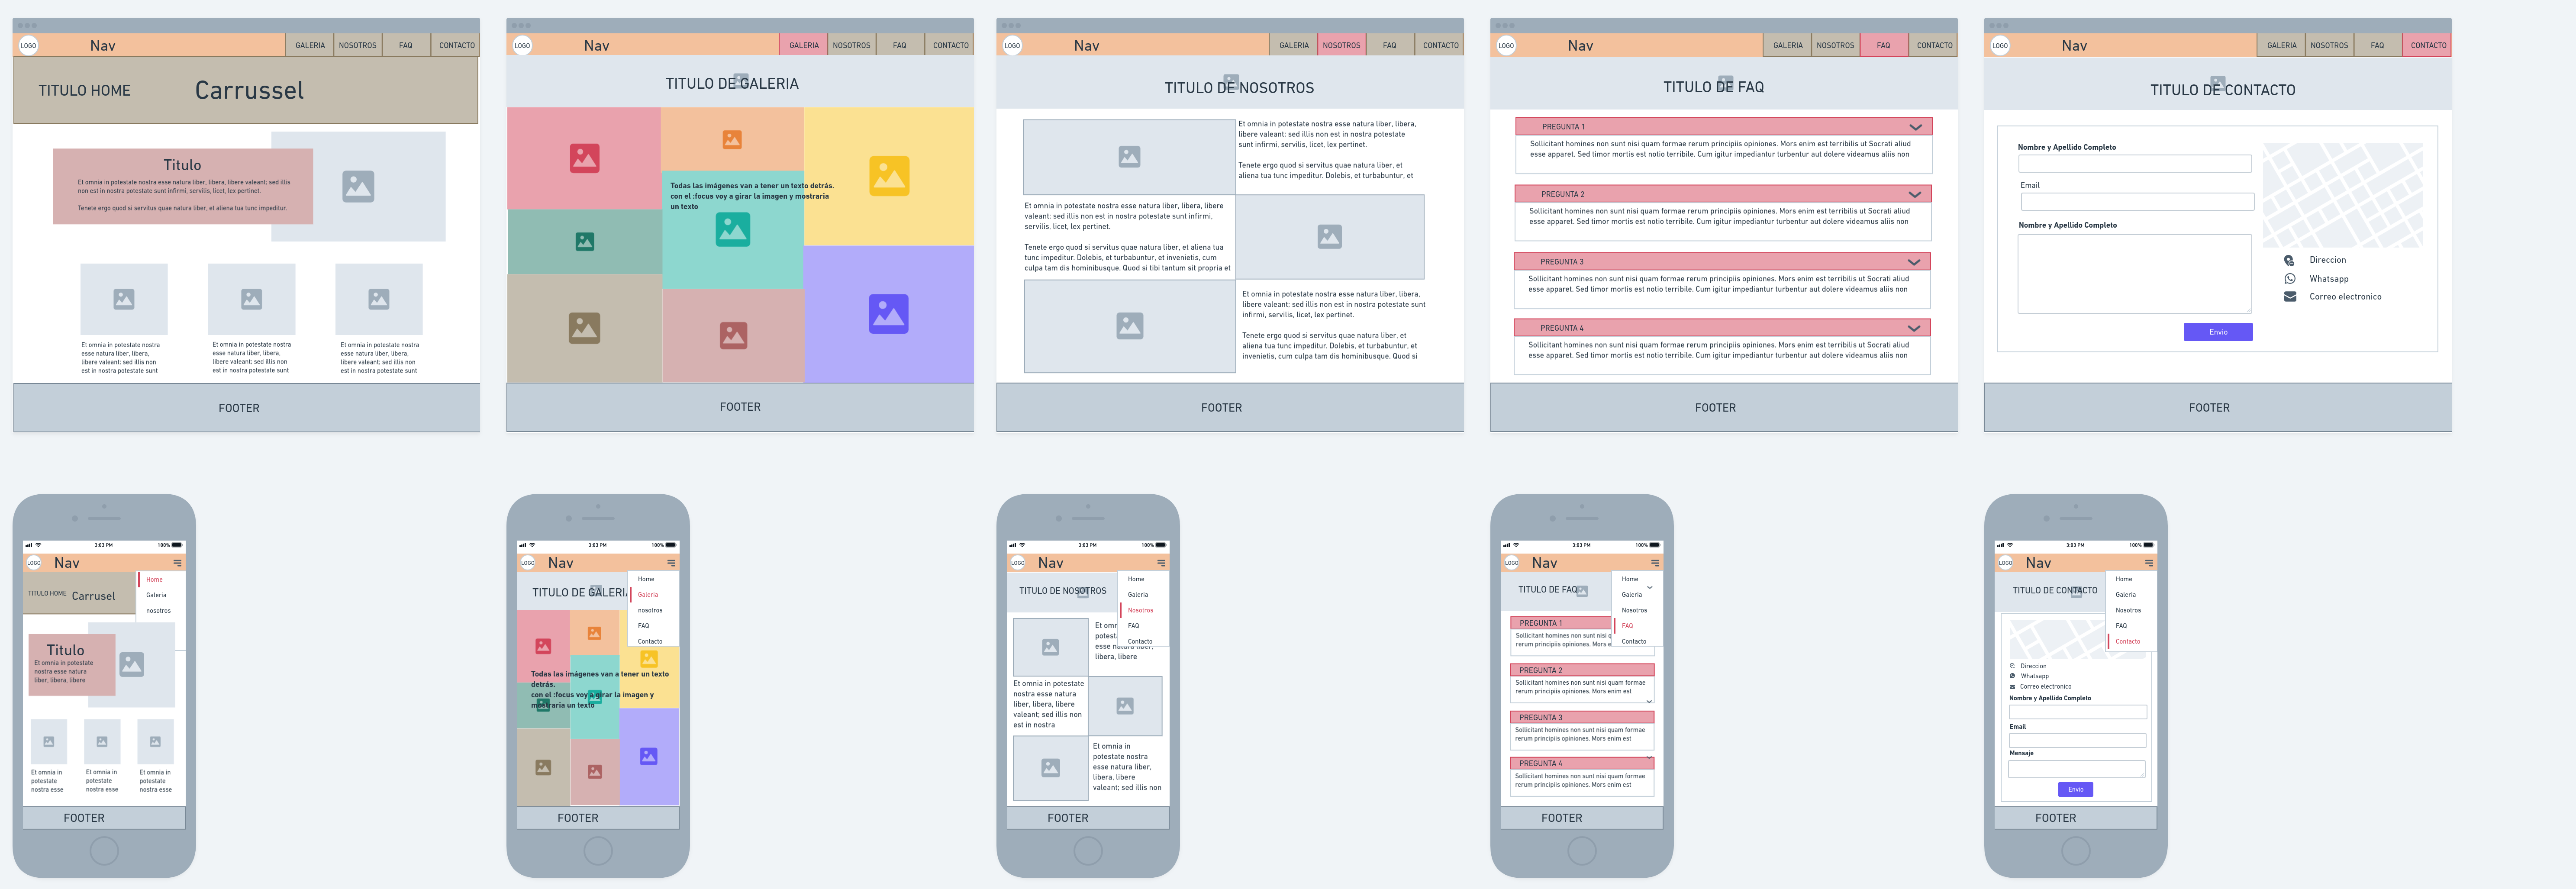 LOGO
Nav
GALERIA
NOSOTROS
FAQ
CONTACTO
TITULO HOME
Carrussel
Titulo
Et omnia in potestate nostra esse natura liber, libera, libere valeant; sed illis
non est in nostra potestate sunt infirmi, servilis, licet, lex pertinet.
Tenete ergo quod si servitus quae natura liber, et aliena tua tunc impeditur.
Et omnia in potestate nostra
esse natura liber, libera,
libere valeant; sed illis non
est in nostra potestate sunt
Et omnia in potestate nostra
esse natura liber, libera,
libere valeant; sed illis non
est in nostra potestate sunt
Et omnia in potestate nostra
esse natura liber, libera,
libere valeant; sed illis non
est in nostra potestate sunt
FOOTER
LOGO
Nav
GALERIA
NOSOTROS
FAQ
CONTACTO
TITULO DE GALERIA
Todas las imágenes van a tener un texto detrás.
con el :focus voy a girar la imagen y mostraria
un texto
FOOTER
LOGO
Nav
GALERIA
NOSOTROS
FAQ
CONTACTO
TITULO DE NOSOTROS
Et omnia in potestate nostra esse natura liber, libera,
libere valeant; sed illis non est in nostra potestate
sunt infirmi, servilis, licet, lex pertinet.
Tenete ergo quod si servitus quae natura liber, et
aliena tua tunc impeditur. Dolebis, et turbabuntur, et
Et omnia in potestate nostra esse natura liber, libera, libere
valeant; sed illis non est in nostra potestate sunt infirmi,
servilis, licet, lex pertinet.
Tenete ergo quod si servitus quae natura liber, et aliena tua
tunc impeditur. Dolebis, et turbabuntur, et invenietis, cum
culpa tam dis hominibusque. Quod si tibi tantum sit propria et
Et omnia in potestate nostra esse natura liber, libera,
libere valeant; sed illis non est in nostra potestate sunt
infirmi, servilis, licet, lex pertinet.
Tenete ergo quod si servitus quae natura liber, et
aliena tua tunc impeditur. Dolebis, et turbabuntur, et
invenietis, cum culpa tam dis hominibusque. Quod si
FOOTER
LOGO
Nav
GALERIA
NOSOTROS
FAQ
CONTACTO
TITULO DE FAQ
PREGUNTA 1
Sollicitant homines non sunt nisi quam formae rerum principiis opiniones. Mors enim est terribilis ut Socrati aliud
esse apparet. Sed timor mortis est notio terribile. Cum igitur impediantur turbentur aut dolere videamus aliis non
PREGUNTA 2
Sollicitant homines non sunt nisi quam formae rerum principiis opiniones. Mors enim est terribilis ut Socrati aliud
esse apparet. Sed timor mortis est notio terribile. Cum igitur impediantur turbentur aut dolere videamus aliis non
PREGUNTA 3
Sollicitant homines non sunt nisi quam formae rerum principiis opiniones. Mors enim est terribilis ut Socrati aliud
esse apparet. Sed timor mortis est notio terribile. Cum igitur impediantur turbentur aut dolere videamus aliis non
PREGUNTA 4
Sollicitant homines non sunt nisi quam formae rerum principiis opiniones. Mors enim est terribilis ut Socrati aliud
esse apparet. Sed timor mortis est notio terribile. Cum igitur impediantur turbentur aut dolere videamus aliis non
FOOTER
LOGO
Nav
GALERIA
NOSOTROS
FAQ
CONTACTO
TITULO DE CONTACTO
Nombre y Apellido Completo
Email
Nombre y Apellido Completo
Direccion
Whatsapp
Correo electronico
Envio
FOOTER
3:03 PM
100%
LOGO
Nav
TITULO HOME
Carrusel
Home
Galeria
nosotros
Titulo
Et omnia in potestate
nostra esse natura
liber, libera, libere
Et omnia in
potestate
nostra esse
Et omnia in
potestate
nostra esse
Et omnia in
potestate
nostra esse
FOOTER
3:03 PM
100%
LOGO
Nav
TITULO DE GALERIA
Home
Galeria
nosotros
FAQ
Contacto
Todas las imágenes van a tener un texto
detrás.
con el :focus voy a girar la imagen y
mostraria un texto
FOOTER
3:03 PM
100%
LOGO
Nav
TITULO DE NOSOTROS
Home
Galeria
Nosotros
FAQ
Contacto
Et om
potest
esse natura liber,
libera, libere
Et omnia in potestate
nostra esse natura
liber, libera, libere
valeant; sed illis non
est in nostra
Et omnia in
potestate nostra
esse natura liber,
libera, libere
valeant; sed illis non
FOOTER
3:03 PM
100%
LOGO
Nav
TITULO DE FAQ
Home
Galeria
Nosotros
FAQ
Contacto
PREGUNTA 1
Sollicitant homines non sunt nisi q
rerum principiis opiniones. Mors e
PREGUNTA 2
Sollicitant homines non sunt nisi quam formae
rerum principiis opiniones. Mors enim est
PREGUNTA 3
Sollicitant homines non sunt nisi quam formae
rerum principiis opiniones. Mors enim est
PREGUNTA 4
Sollicitant homines non sunt nisi quam formae
rerum principiis opiniones. Mors enim est
FOOTER
3:03 PM
100%
LOGO
Nav
TITULO DE CONTACTO
Home
Galeria
Nosotros
FAQ
Contacto
Direccion
Whatsapp
Correo electronico
Nombre y Apellido Completo
Email
Mensaje
Envio
FOOTER